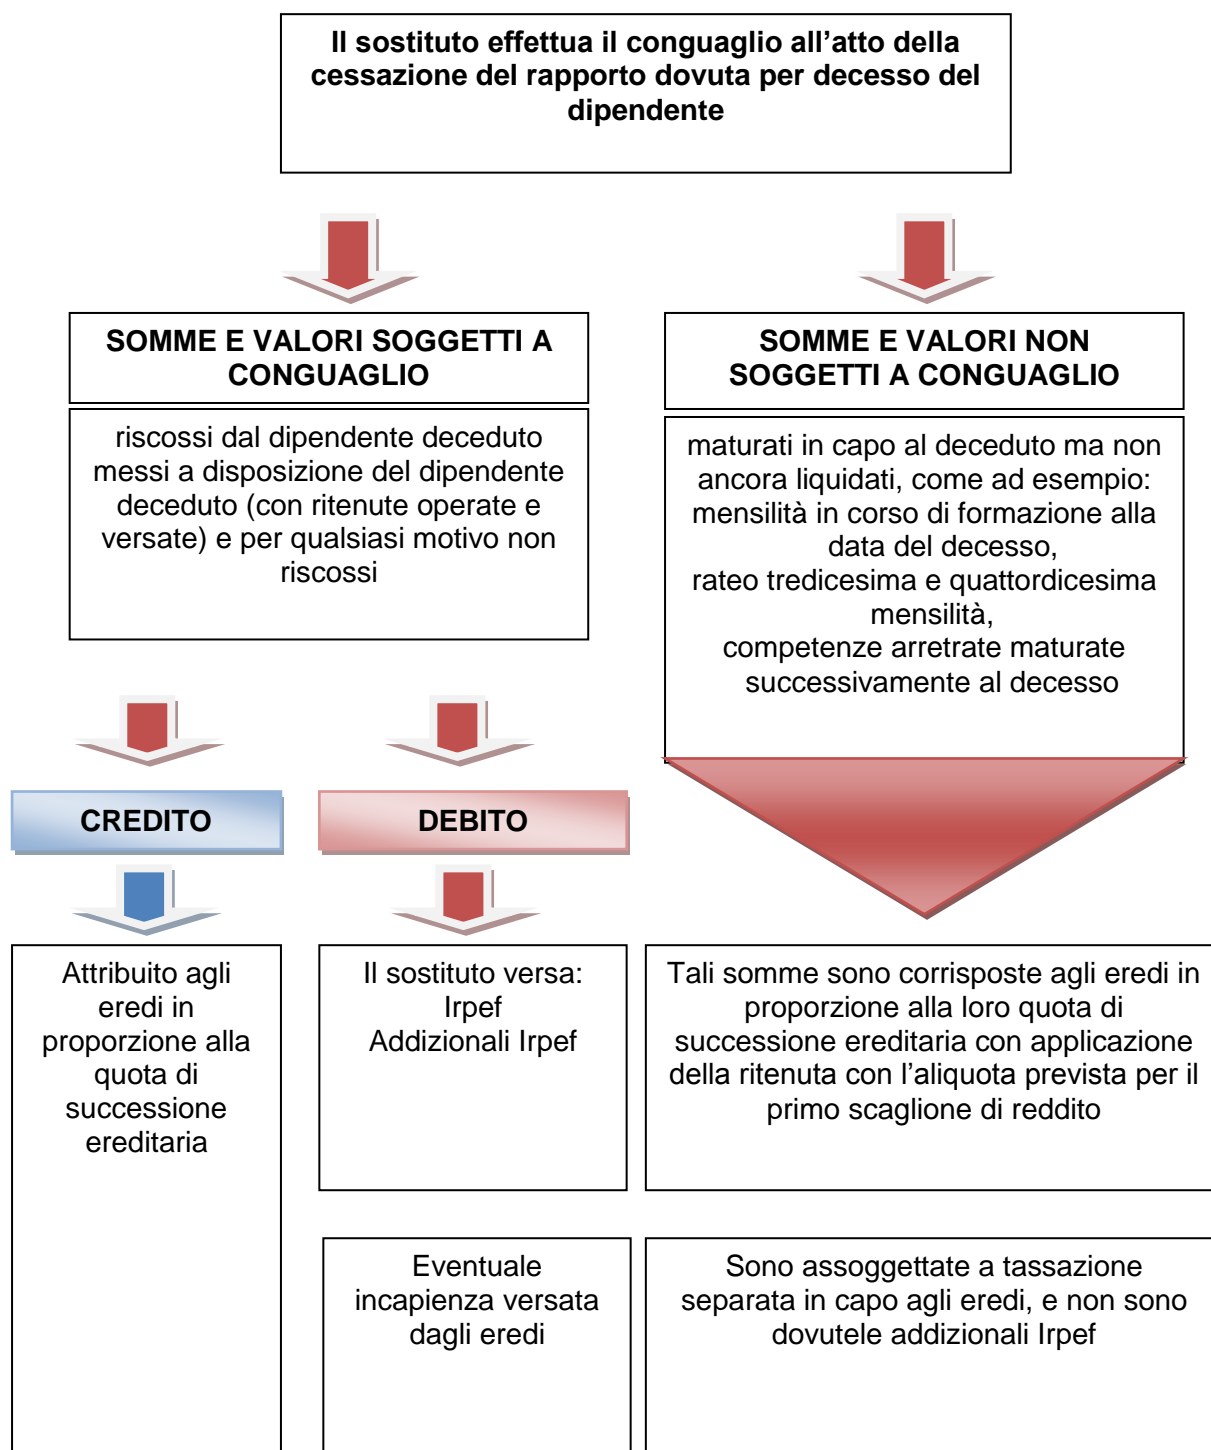 Il sostituto effettua il conguaglio all’atto della
cessazione del rapporto dovuta per decesso del
dipendente
SOMME E VALORI SOGGETTI A
CONGUAGLIO
riscossi dal dipendente deceduto
messi a disposizione del dipendente
deceduto (con ritenute operate e
versate) e per qualsiasi motivo non
riscossi
SOMME E VALORI NON
SOGGETTI A CONGUAGLIO
maturati in capo al deceduto ma non
ancora liquidati, come ad esempio:
mensilità in corso di formazione alla
data del decesso,
rateo tredicesima e quattordicesima
mensilità,
competenze arretrate maturate
successivamente al decesso
CREDITO
DEBITO
Attribuito agli
eredi in
proporzione alla
quota di
successione
ereditaria
Il sostituto versa:
Irpef
Addizionali Irpef
Tali somme sono corrisposte agli eredi in
proporzione alla loro quota di
successione ereditaria con applicazione
della ritenuta con l’aliquota prevista per il
primo scaglione di reddito
Eventuale
incapienza versata
dagli eredi
Sono assoggettate a tassazione
separata in capo agli eredi, e non sono
dovutele addizionali Irpef